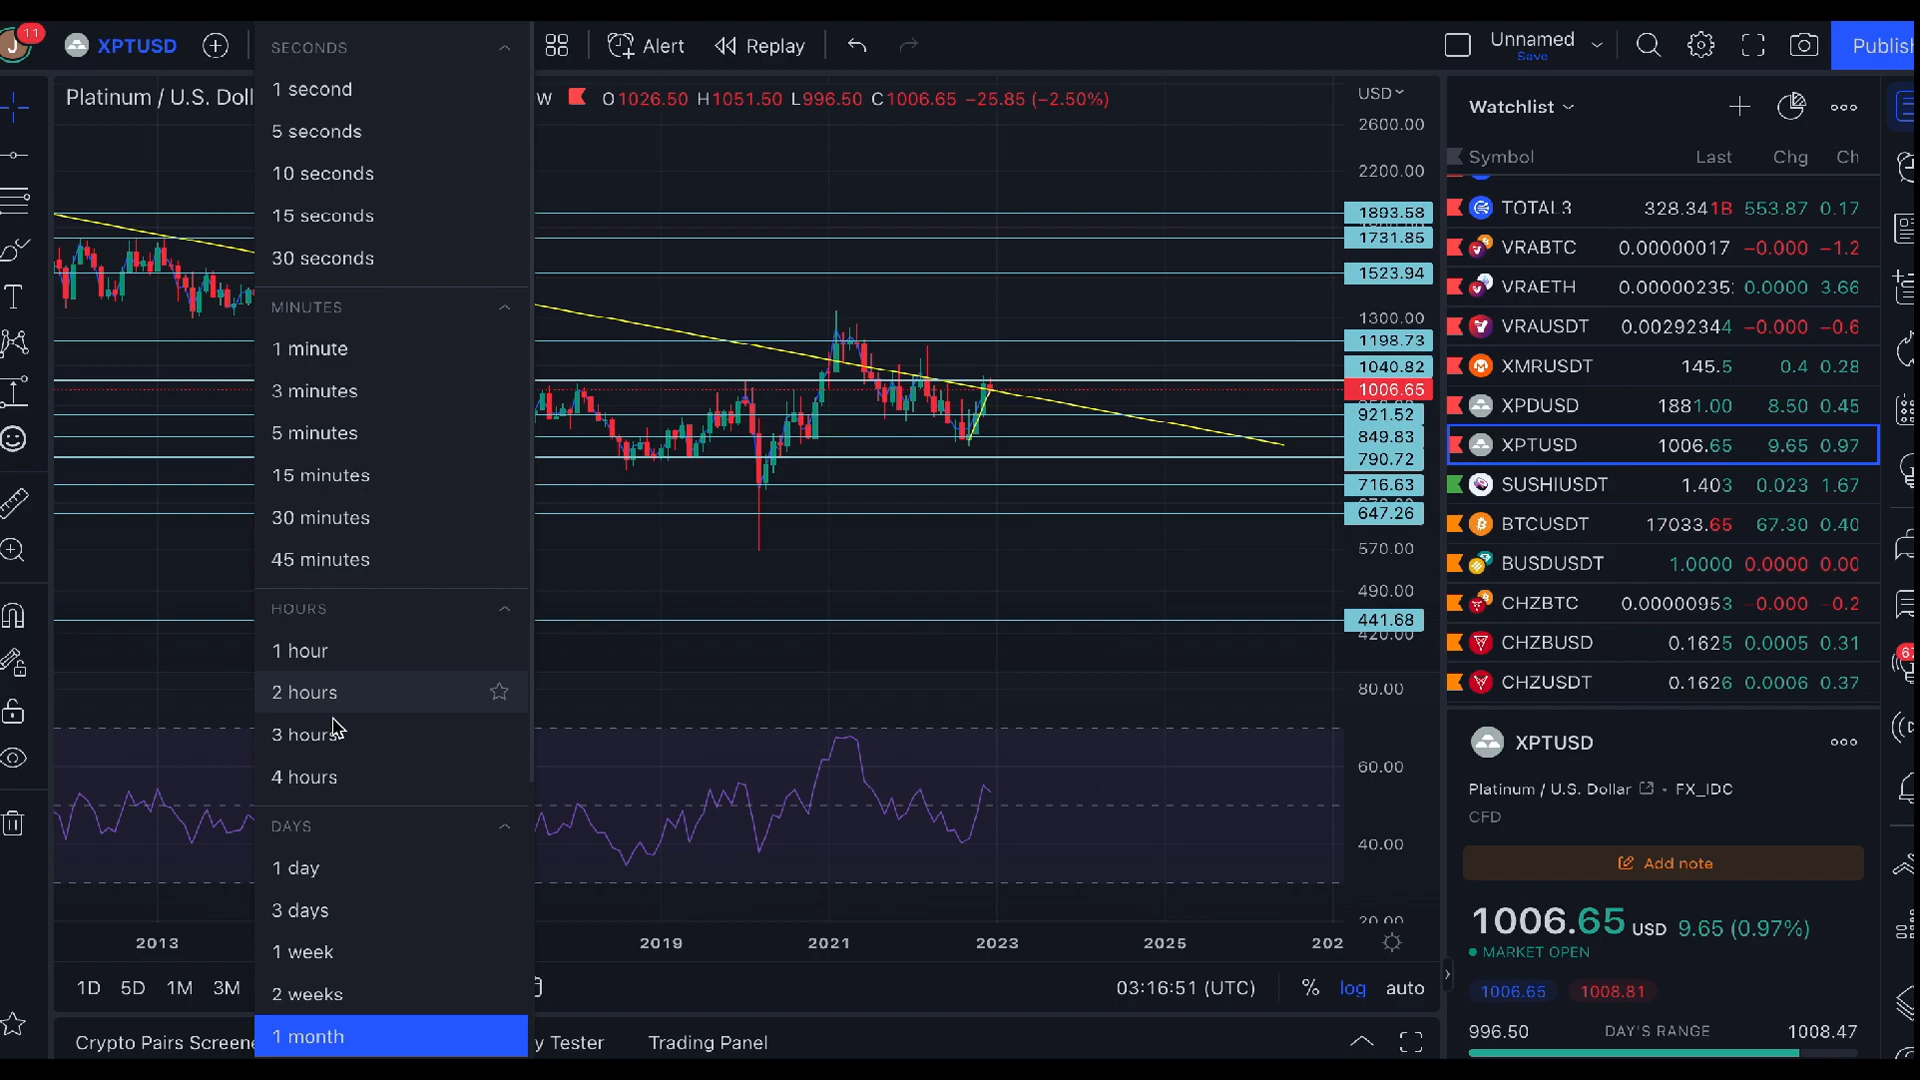 J
11
XPTUSD
Alert
Replay
Unnamed
Save
Publish
Platinum / U.S. Doll
W
O1026.50 H1051.50 L996.50 C1006.65 −25.85 (−2.50%)
SECONDS
1 second
5 seconds
10 seconds
15 seconds
30 seconds
MINUTES
1 minute
3 minutes
5 minutes
15 minutes
30 minutes
45 minutes
HOURS
1 hour
2 hours
3 hours
4 hours
DAYS
1 day
3 days
1 week
2 weeks
1 month
USD
2600.00
2200.00
1893.58
1731.85
1523.94
1300.00
1198.73
1040.82
1006.65
921.52
849.83
790.72
716.63
647.26
570.00
490.00
441.68
420.00
80.00
60.00
40.00
20.00
2013
2019
2021
2023
2025
202
1D 5D 1M 3M
03:16:51 (UTC)
% log auto
Crypto Pairs Screene
y Tester
Trading Panel
Watchlist
Symbol Last Chg Ch
TOTAL3 328.341B 553.87 0.17
VRABTC 0.00000017 −0.000 −1.2
VRAETH 0.00000235 0.0000 3.66
VRAUSDT 0.00292344 −0.000 −0.6
XMRUSDT 145.5 0.4 0.28
XPDUSD 1881.00 8.50 0.45
XPTUSD 1006.65 9.65 0.97
SUSHIUSDT 1.403 0.023 1.67
BTCUSDT 17033.65 67.30 0.40
BUSDUSDT 1.0000 0.0000 0.00
CHZBTC 0.00000953 −0.000 −0.2
CHZBUSD 0.1625 0.0005 0.31
CHZUSDT 0.1626 0.0006 0.37
67
XPTUSD
Platinum / U.S. Dollar • FX_IDC
CFD
Add note
1006.65 USD 9.65 (0.97%)
MARKET OPEN
1006.65 1008.81
996.50 DAY'S RANGE 1008.47